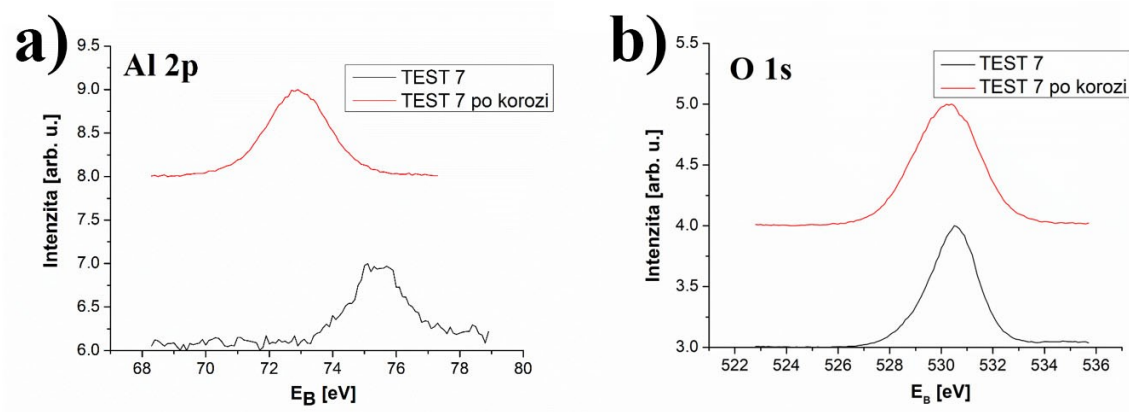 a)
Al 2p
TEST 7
TEST 7 po korozi
Intenzita [arb. u.]
9.5
9.0
8.5
8.0
7.5
7.0
6.5
6.0
68 70 72 74 76 78 80
E_B [eV]
b)
O 1s
TEST 7
TEST 7 po korozi
Intenzita [arb. u.]
5.5
5.0
4.5
4.0
3.5
3.0
522 524 526 528 530 532 534 536
E_B [eV]